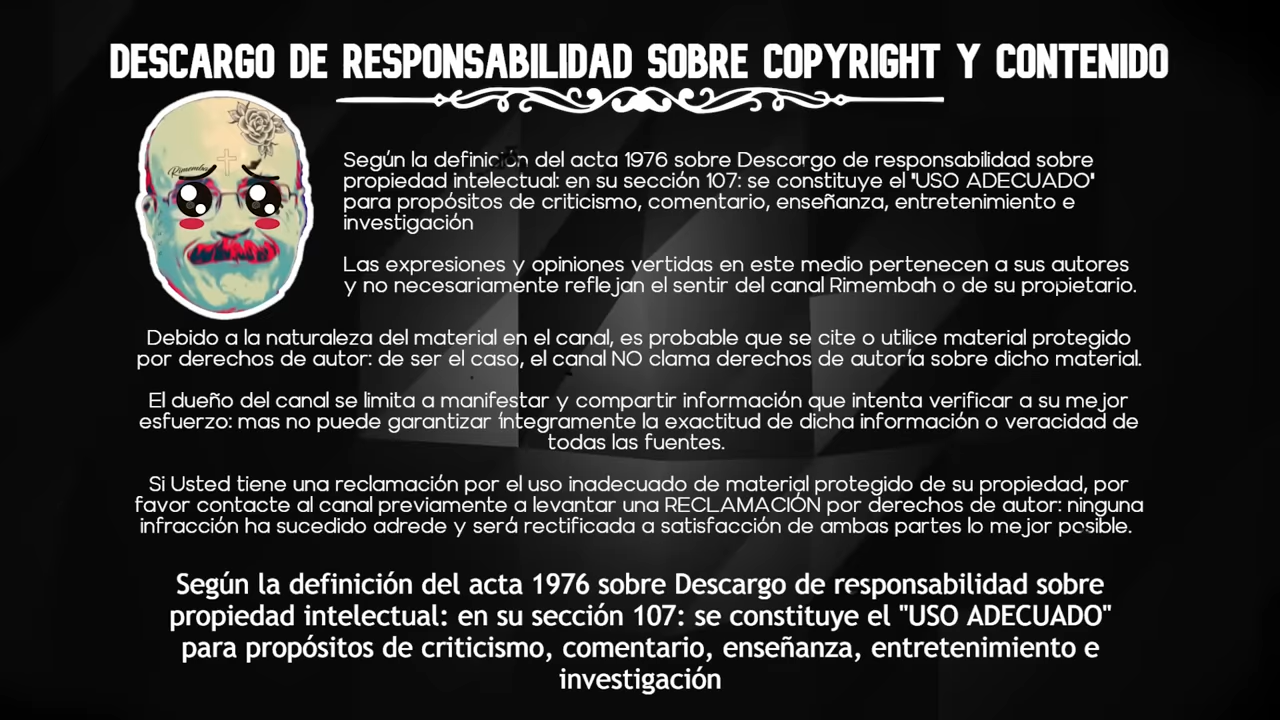 DESCARGO DE RESPONSABILIDAD SOBRE COPYRIGHT Y CONTENIDO
Rimembah
Según la definición del acta 1976 sobre Descargo de responsabilidad sobre
propiedad intelectual: en su sección 107: se constituye el "USO ADECUADO"
para propósitos de criticismo, comentario, enseñanza, entretenimiento e
investigación
Las expresiones y opiniones vertidas en este medio pertenecen a sus autores
y no necesariamente reflejan el sentir del canal Rimembah o de su propietario.
Debido a la naturaleza del material en el canal, es probable que se cite o utilice material protegido
por derechos de autor: de ser el caso, el canal NO clama derechos de autoría sobre dicho material.
El dueño del canal se limita a manifestar y compartir información que intenta verificar a su mejor
esfuerzo: mas no puede garantizar íntegramente la exactitud de dicha información o veracidad de
todas las fuentes.
Si Usted tiene una reclamación por el uso inadecuado de material protegido de su propiedad, por
favor contacte al canal previamente a levantar una RECLAMACIÓN por derechos de autor: ninguna
infracción ha sucedido adrede y será rectificada a satisfacción de ambas partes lo mejor posible.
Según la definición del acta 1976 sobre Descargo de responsabilidad sobre
propiedad intelectual: en su sección 107: se constituye el "USO ADECUADO"
para propósitos de criticismo, comentario, enseñanza, entretenimiento e
investigación